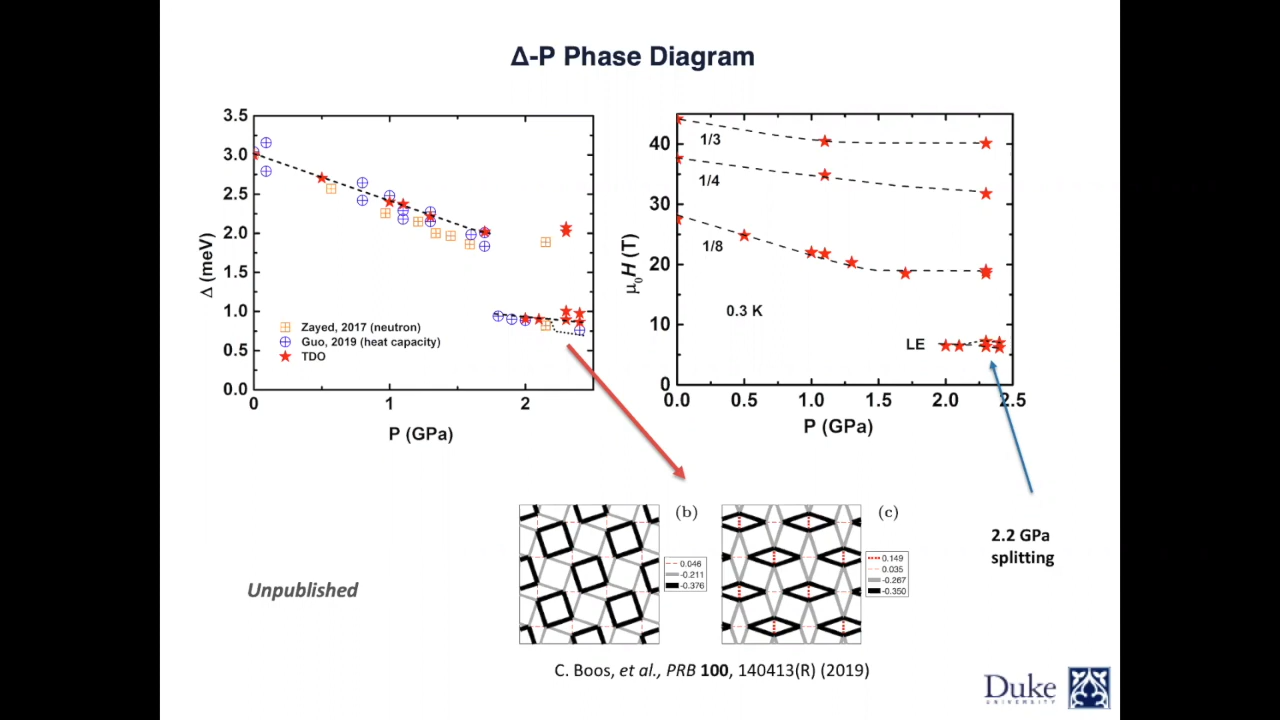 Δ-P Phase Diagram
3.5
3.0
2.5
2.0
1.5
1.0
0.5
0.0
Δ (meV)
Zayed, 2017 (neutron)
Guo, 2019 (heat capacity)
TDO
0
1
2
P (GPa)
40
30
20
10
0
μ₀H (T)
1/3
1/4
1/8
0.3 K
LE
0.0
0.5
1.0
1.5
2.0
2.5
P (GPa)
2.2 GPa
splitting
(b)
0.046
-0.211
-0.376
(c)
0.149
0.035
-0.267
-0.350
Unpublished
C. Boos, et al., PRB 100, 140413(R) (2019)
Duke
UNIVERSITY